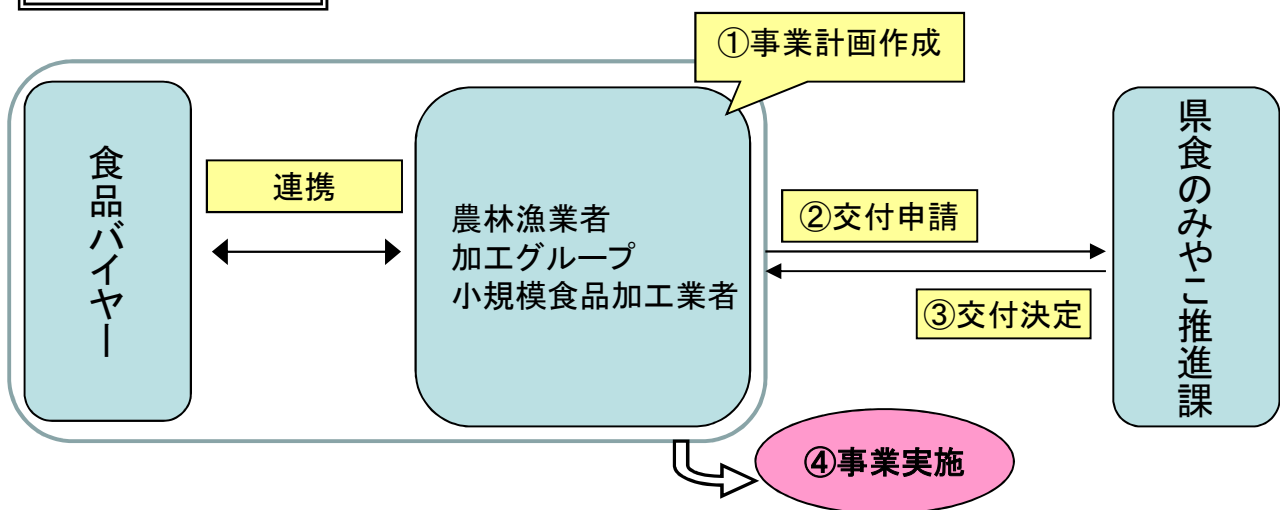 ①事業計画作成
食品バイヤー
連携
農林漁業者
加工グループ
小規模食品加工業者
②交付申請
③交付決定
県食のみやこ推進課
④事業実施